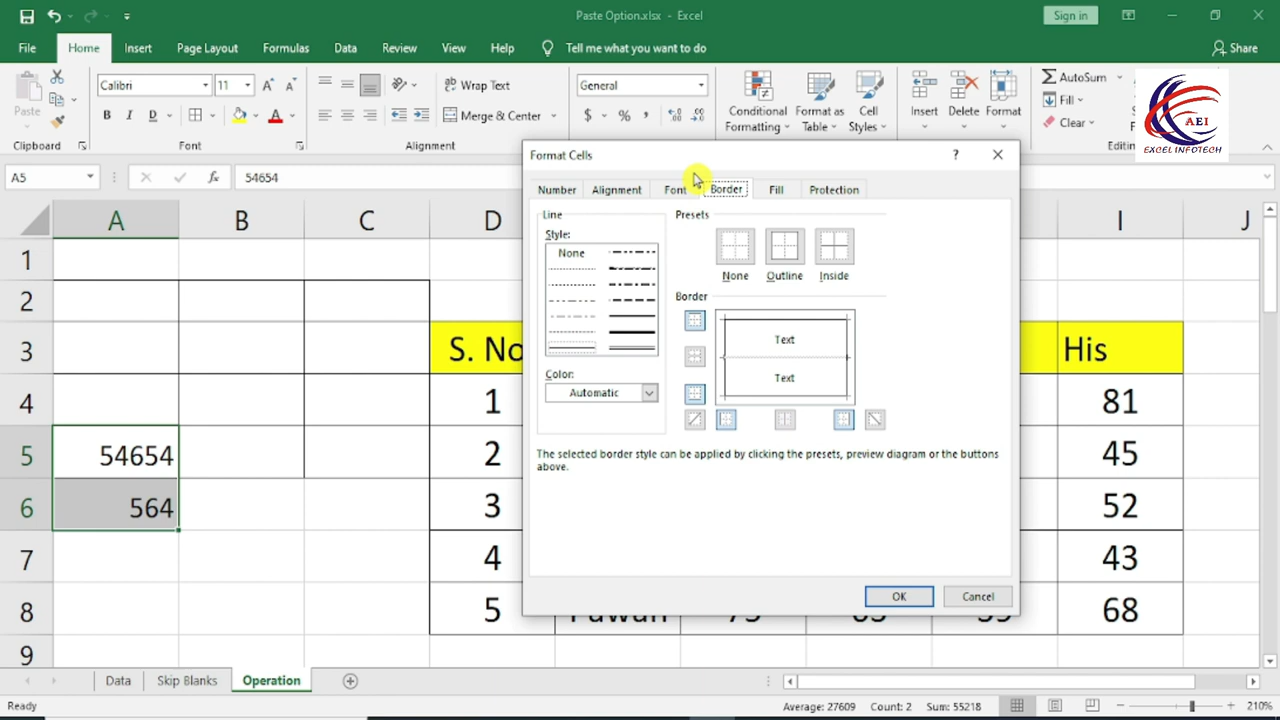 Paste Option.xlsx - Excel
Sign in
File Home Insert Page Layout Formulas Data Review View Help Tell me what you want to do Share
Paste
Calibri 11
B I D
Wrap Text
Merge & Center
General
$ % ,
Conditional Formatting
Format as Table
Cell Styles
Insert
Delete
Format
AutoSum
Fill
Clear
AEI
EXCEL INFOTECH
Clipboard Font Alignment
A5 fx 54654
Format Cells
?
Number Alignment Font Border Fill Protection
Line
Style:
None
Color:
Automatic
Presets
None Outline Inside
Border
Text
Text
The selected border style can be applied by clicking the presets, preview diagram or the buttons
above.
OK Cancel
A B C D I J
1
2
3 S. No His
4 1 81
5 54654 2 45
6 564 3 52
7 4 43
8 5 68
9
Data Skip Blanks Operation
Ready Average: 27609 Count: 2 Sum: 55218 210%